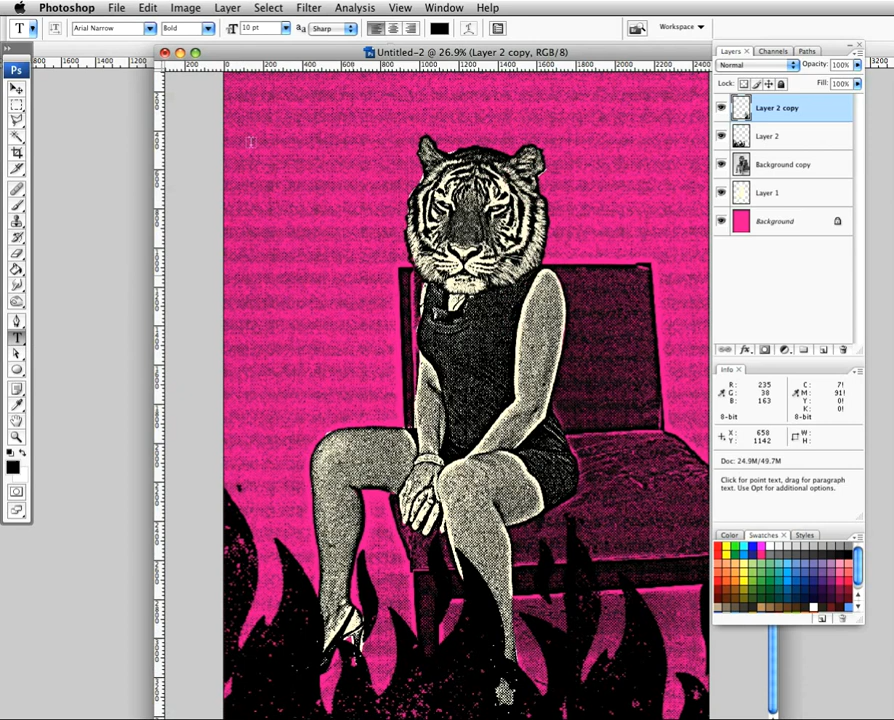 Photoshop File Edit Image Layer Select Filter Analysis View Window Help
T Arial Narrow Bold 10 pt aa Sharp Workspace
Untitled-2 @ 26.9% (Layer 2 copy, RGB/8)
Ps
Layers Channels Paths
Normal Opacity: 100%
Lock: Fill: 100%
Layer 2 copy
Layer 2
Background copy
Layer 1
Background
Info
R: 235 C: 7!
G: 38 M: 91!
B: 163 Y: 0!
K: 0!
8-bit 8-bit
X: 658 W:
Y: 1142 H:
Doc: 24.9M/49.7M
Click for point text, drag for paragraph
text. Use Opt for additional options.
Color Swatches Styles